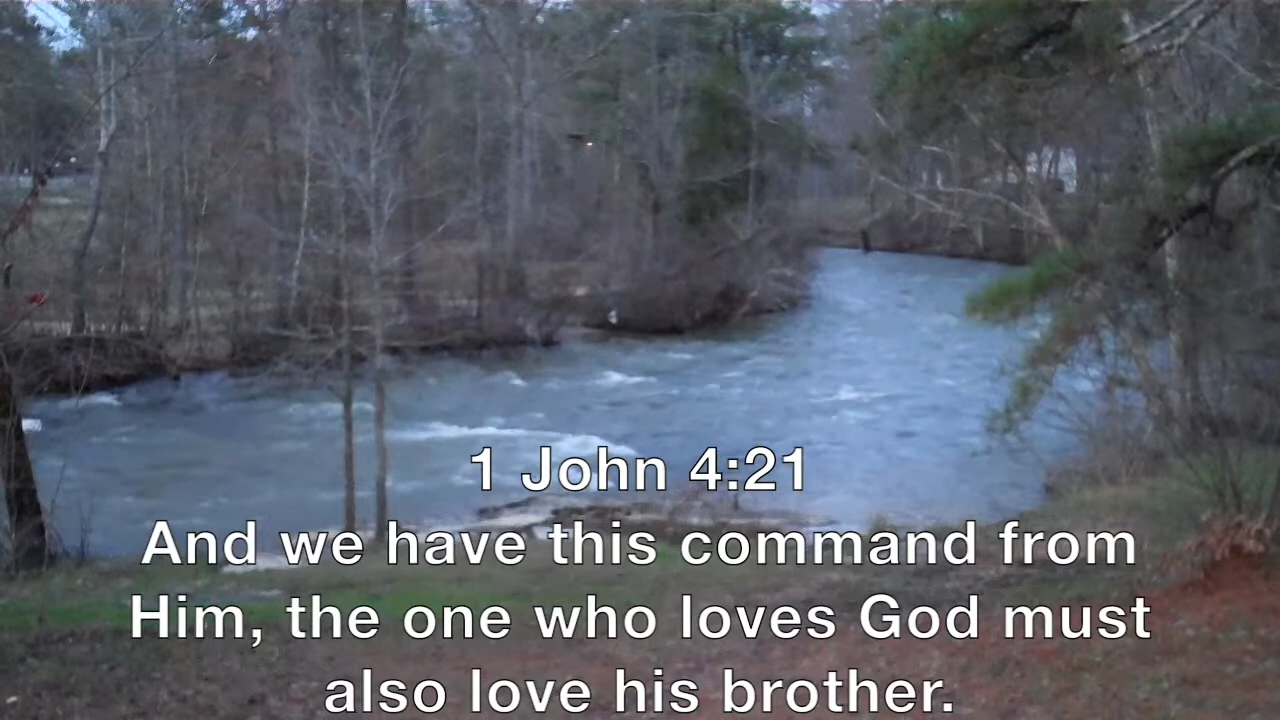 1 John 4:21
And we have this command from
Him, the one who loves God must
also love his brother.